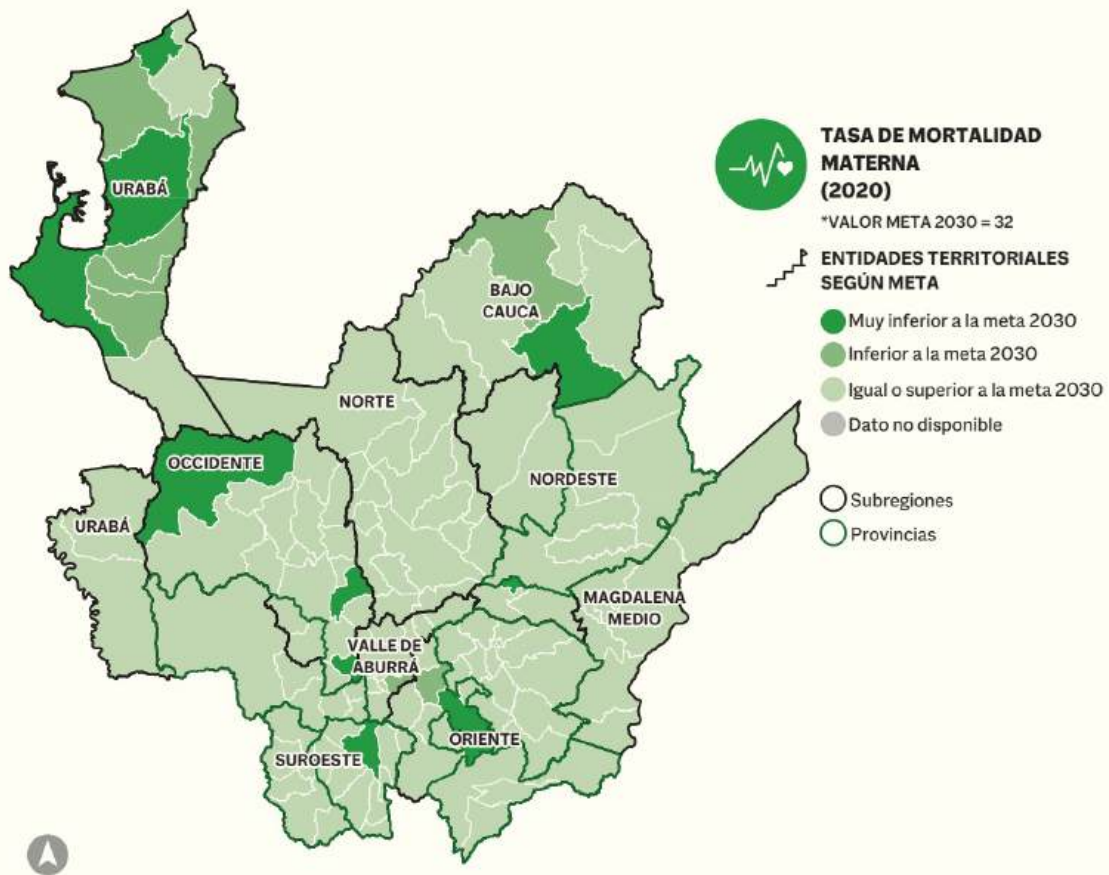 TASA DE MORTALIDAD
MATERNA
(2020)
*VALOR META 2030 = 32
ENTIDADES TERRITORIALES
SEGÚN META
Muy inferior a la meta 2030
Inferior a la meta 2030
Igual o superior a la meta 2030
Dato no disponible
Subregiones
Provincias
URABÁ
BAJO
CAUCA
NORTE
OCCIDENTE
NORDESTE
URABÁ
MAGDALENA
MEDIO
VALLE DE
ABURRÁ
ORIENTE
SUROESTE